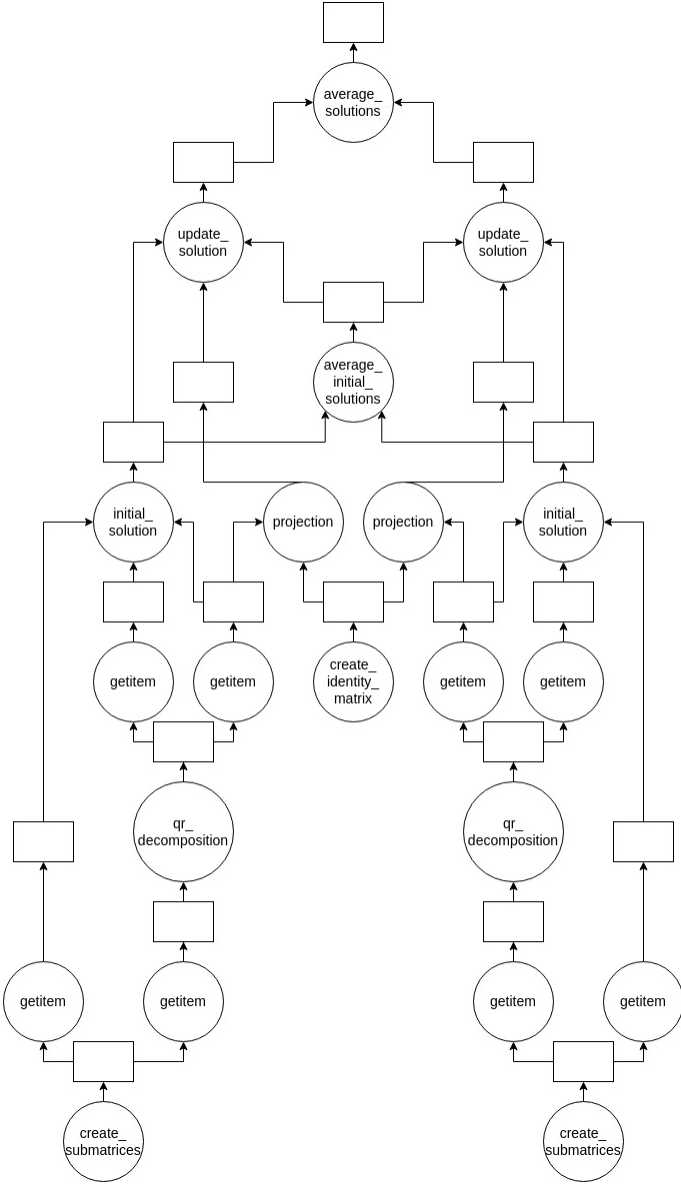 average_
solutions
update_
solution
update_
solution
average_
initial_
solutions
initial_
solution
projection
projection
initial_
solution
getitem
getitem
create_
identity_
matrix
getitem
getitem
qr_
decomposition
qr_
decomposition
getitem
getitem
getitem
getitem
create_
submatrices
create_
submatrices